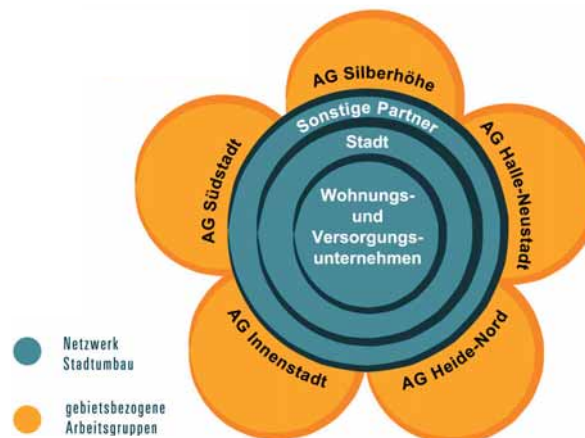 AG Silberhöhe
Sonstige Partner
Stadt
Wohnungs-
und
Versorgungs-
unternehmen
AG Südstadt
AG Halle-Neustadt
AG Innenstadt
AG Heide-Nord
Netzwerk
Stadtumbau
gebietsbezogene
Arbeitsgruppen